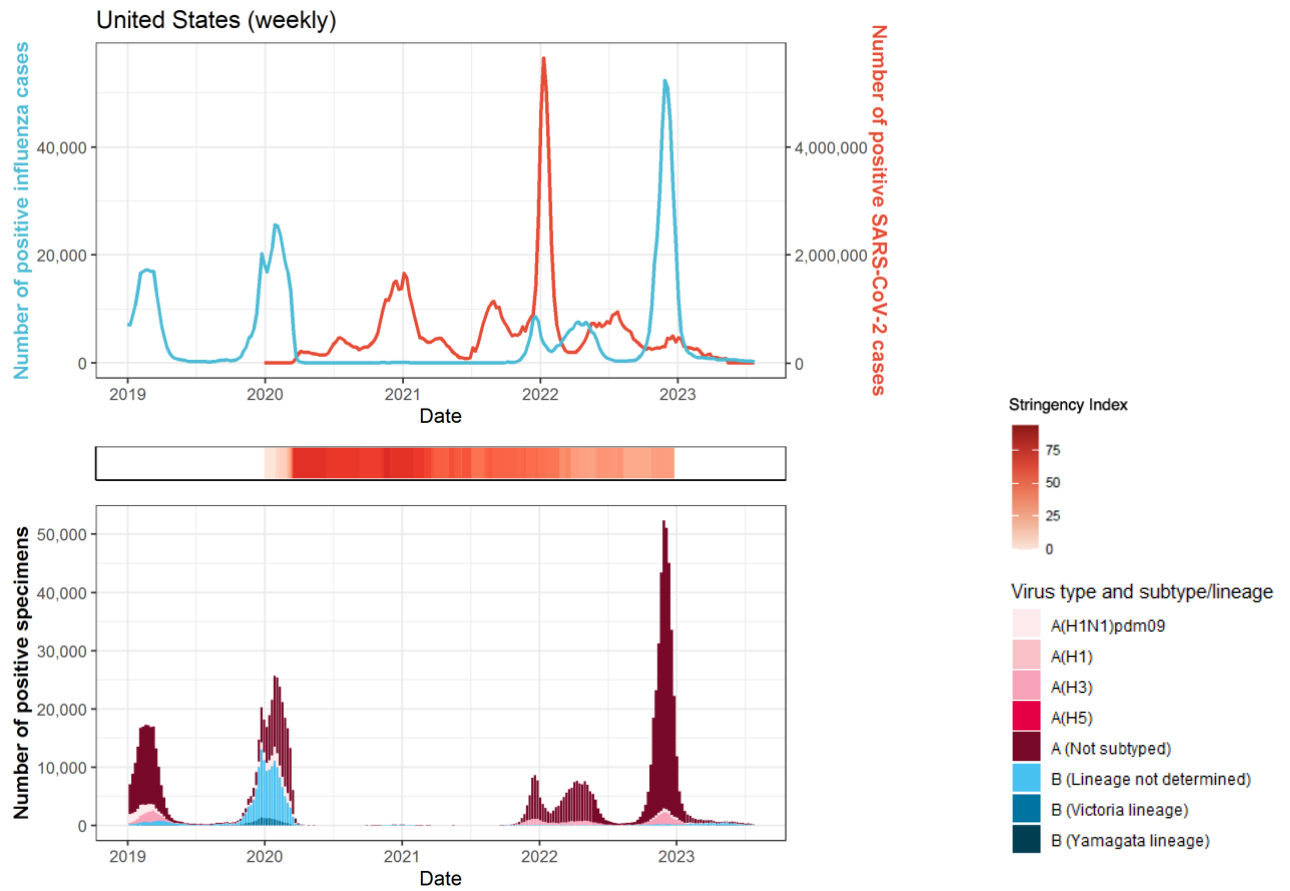 United States (weekly)
Number of positive influenza cases
40,000
20,000
0
Number of positive SARS-CoV-2 cases
4,000,000
2,000,000
0
2019
2020
2021
2022
2023
Date
Number of positive specimens
50,000
40,000
30,000
20,000
10,000
0
2019
2020
2021
2022
2023
Date
Stringency Index
75
50
25
0
Virus type and subtype/lineage
A(H1N1)pdm09
A(H1)
A(H3)
A(H5)
A (Not subtyped)
B (Lineage not determined)
B (Victoria lineage)
B (Yamagata lineage)